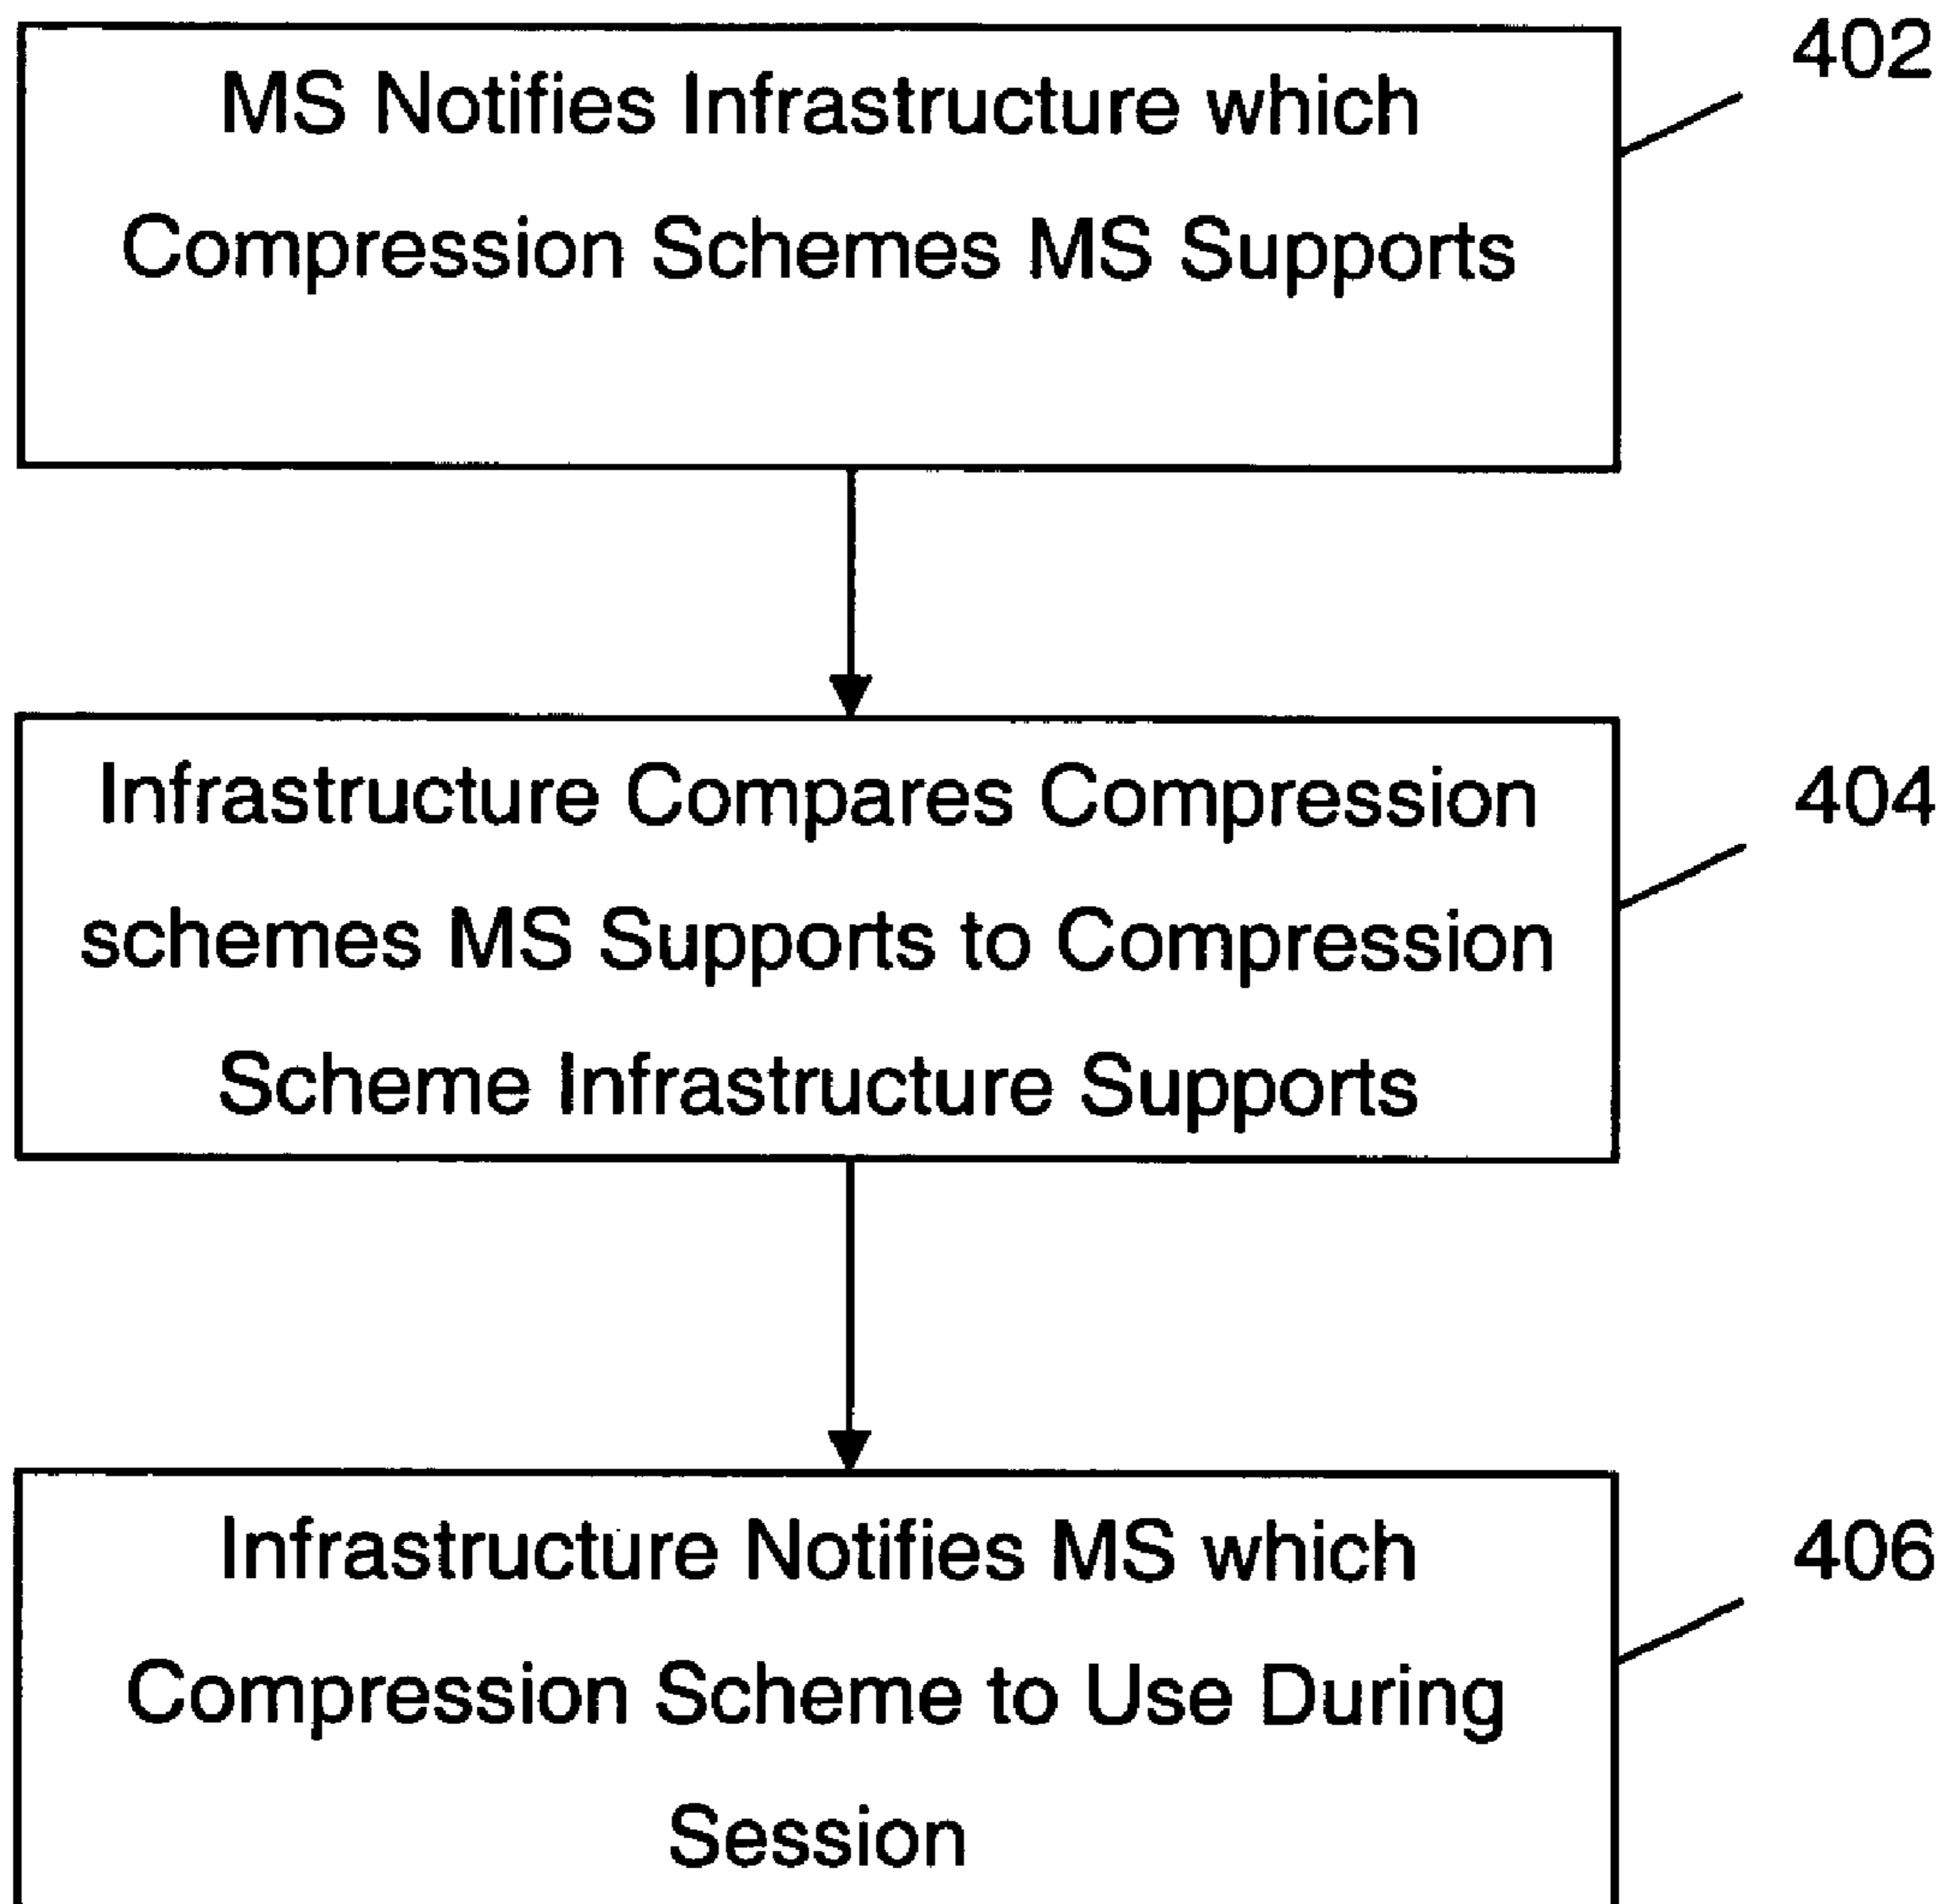 402
MS Notifies Infrastructure which
Compression Schemes MS Supports
404
Infrastructure Compares Compression
schemes MS Supports to Compression
Scheme Infrastructure Supports
406
Infrastructure Notifies MS which
Compression Scheme to Use During
Session